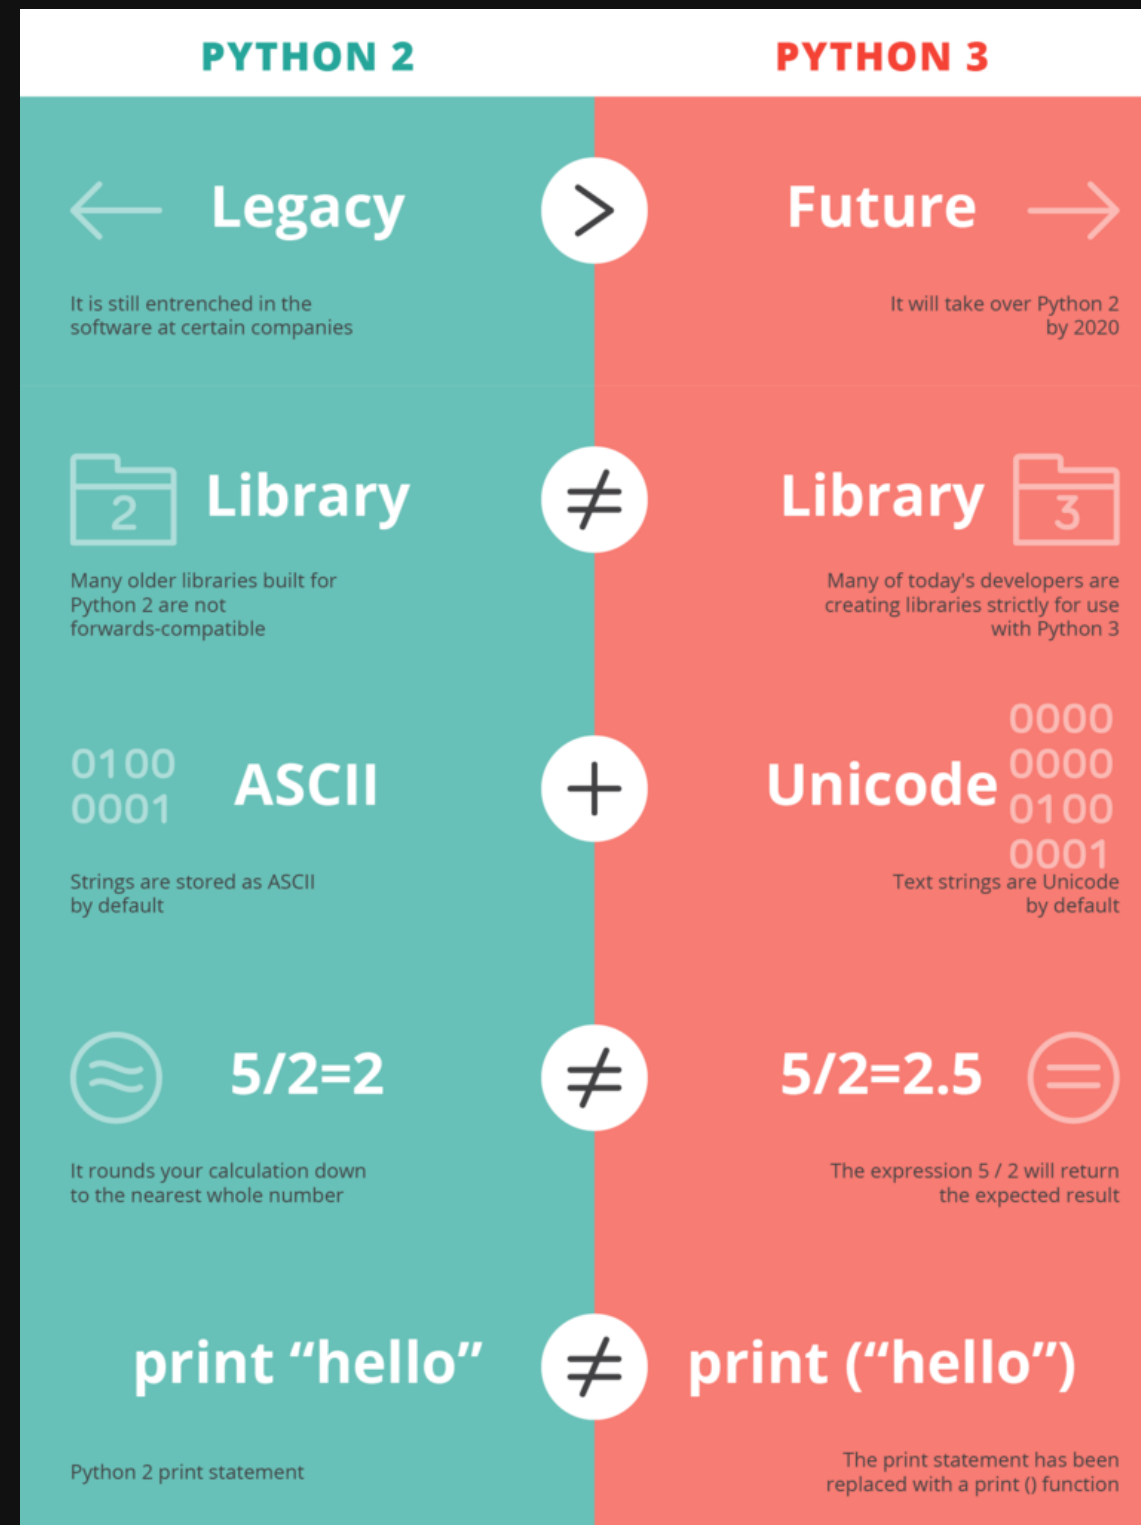 PYTHON 2
PYTHON 3
Legacy
>
Future
It is still entrenched in the
software at certain companies
It will take over Python 2
by 2020
2
Library
≠
Library
3
Many older libraries built for
Python 2 are not
forwards-compatible
Many of today's developers are
creating libraries strictly for use
with Python 3
0100
0001
ASCII
+
Unicode
0000
0000
0100
0001
Strings are stored as ASCII
by default
Text strings are Unicode
by default
5/2=2
≠
5/2=2.5
It rounds your calculation down
to the nearest whole number
The expression 5 / 2 will return
the expected result
print “hello”
≠
print (“hello”)
Python 2 print statement
The print statement has been
replaced with a print () function